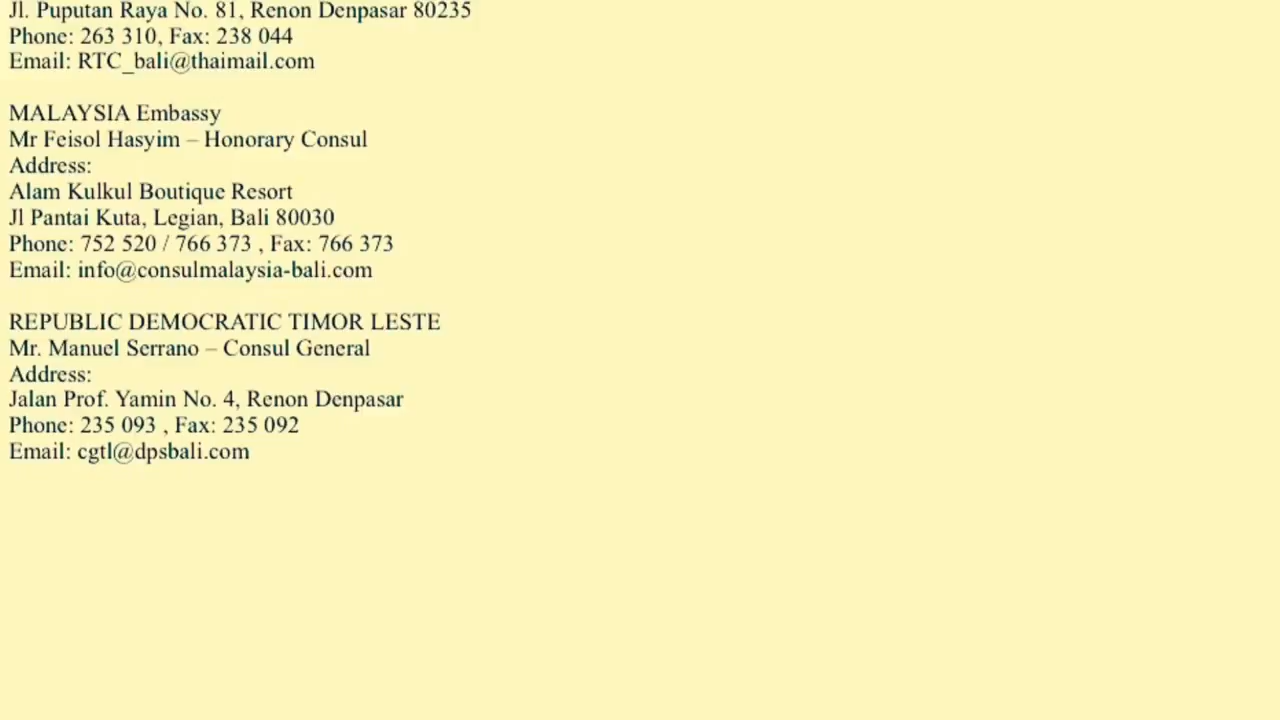 Jl. Puputan Raya No. 81, Renon Denpasar 80235
Phone: 263 310, Fax: 238 044
Email: RTC_bali@thaimail.com
MALAYSIA Embassy
Mr Feisol Hasyim – Honorary Consul
Address:
Alam Kulkul Boutique Resort
Jl Pantai Kuta, Legian, Bali 80030
Phone: 752 520 / 766 373 , Fax: 766 373
Email: info@consulmalaysia-bali.com
REPUBLIC DEMOCRATIC TIMOR LESTE
Mr. Manuel Serrano – Consul General
Address:
Jalan Prof. Yamin No. 4, Renon Denpasar
Phone: 235 093 , Fax: 235 092
Email: cgtl@dpsbali.com